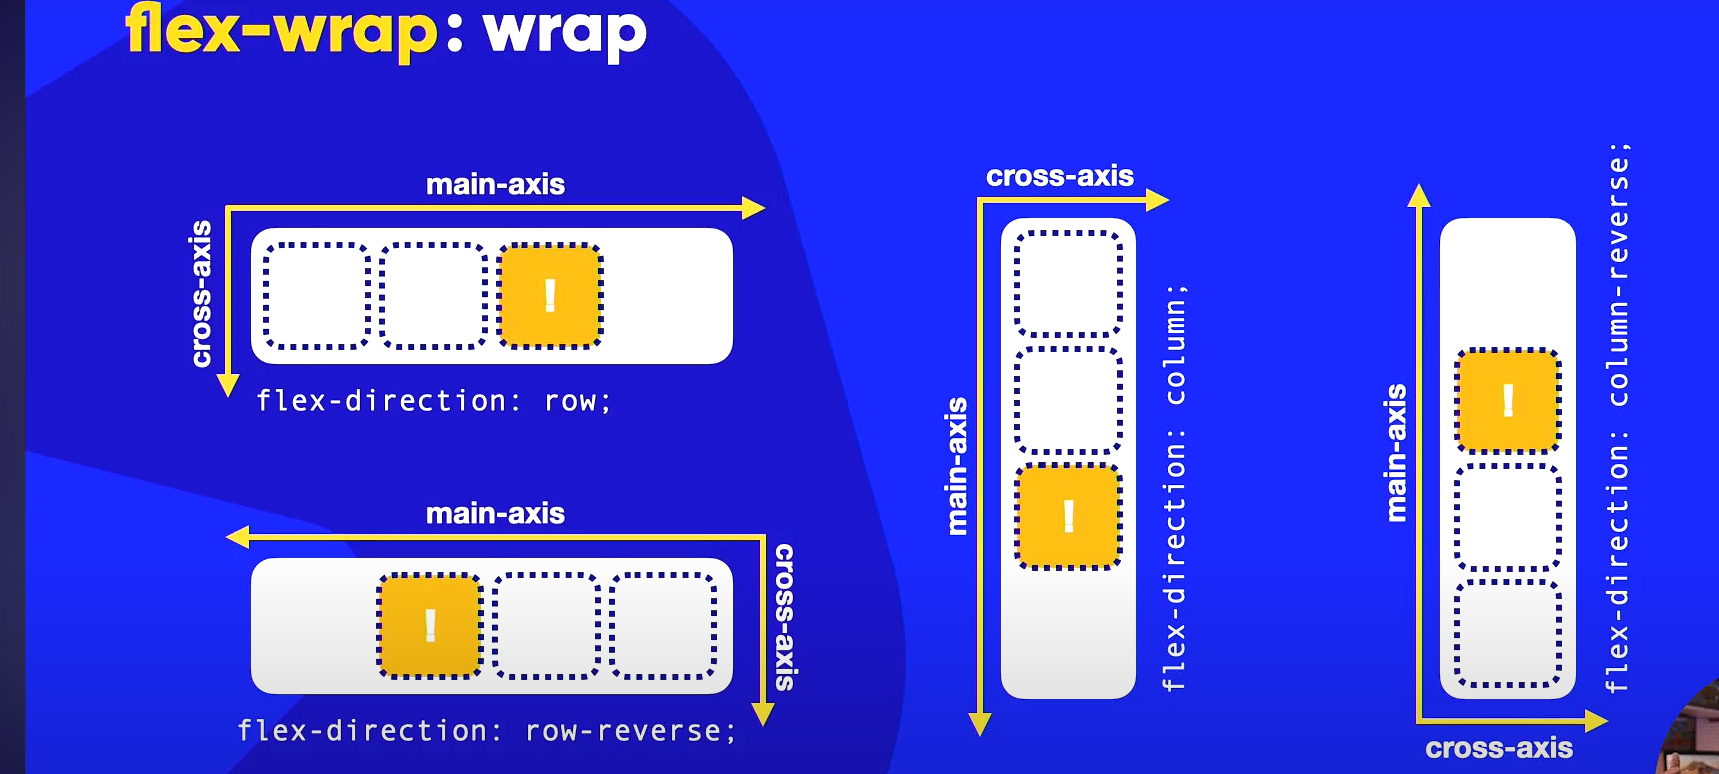 flex-wrap: wrap
main-axis
cross-axis
!
flex-direction: row;
main-axis
cross-axis
!
flex-direction: row-reverse;
cross-axis
main-axis
!
flex-direction: column;
main-axis
!
flex-direction: column-reverse;
cross-axis